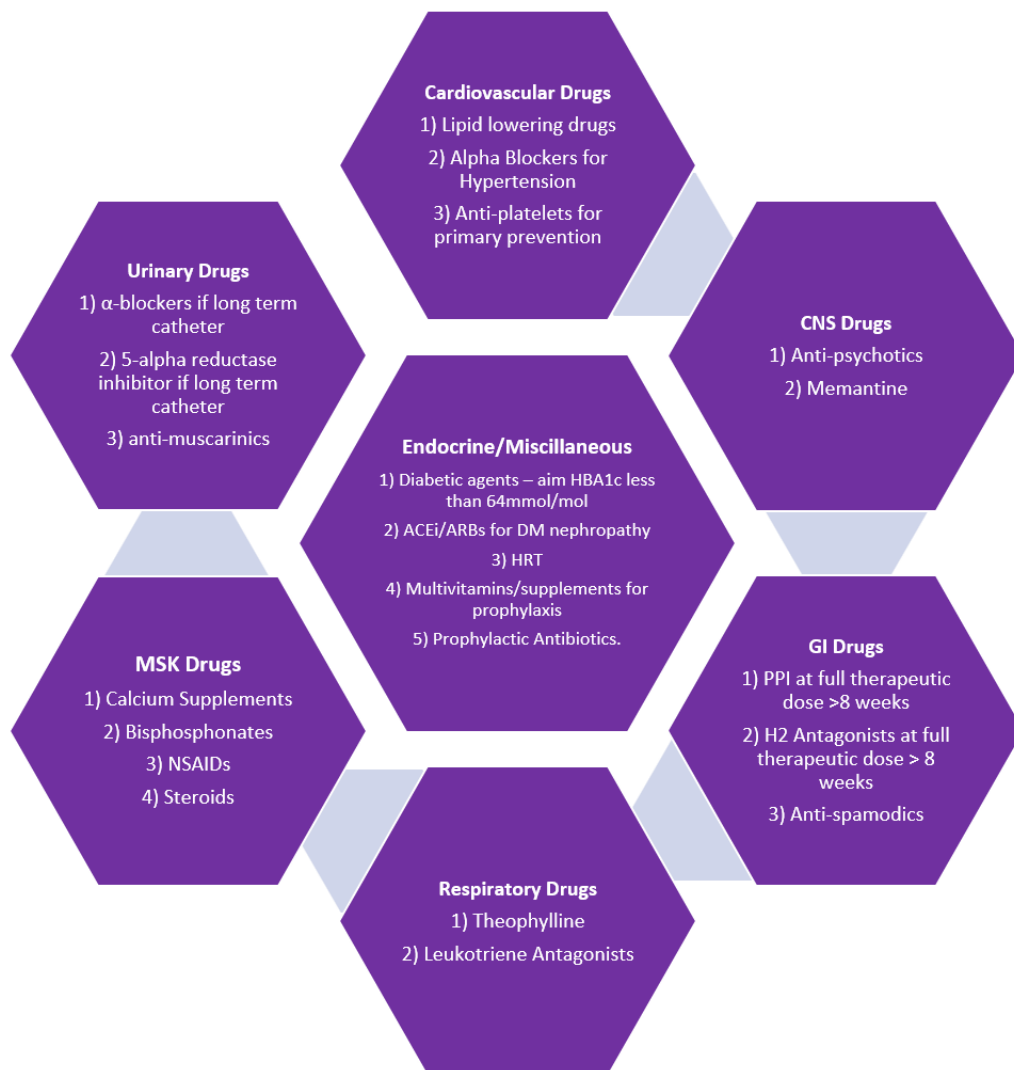 Cardiovascular Drugs
1) Lipid lowering drugs
2) Alpha Blockers for
Hypertension
3) Anti-platelets for
primary prevention
Urinary Drugs
1) α-blockers if long term
catheter
2) 5-alpha reductase
inhibitor if long term
catheter
3) anti-muscarinics
CNS Drugs
1) Anti-psychotics
2) Memantine
Endocrine/Miscillaneous
1) Diabetic agents – aim HBA1c less
than 64mmol/mol
2) ACEi/ARBs for DM nephropathy
3) HRT
4) Multivitamins/supplements for
prophylaxis
5) Prophylactic Antibiotics.
MSK Drugs
1) Calcium Supplements
2) Bisphosphonates
3) NSAIDs
4) Steroids
GI Drugs
1) PPI at full therapeutic
dose >8 weeks
2) H2 Antagonists at full
therapeutic dose > 8
weeks
3) Anti-spamodics
Respiratory Drugs
1) Theophylline
2) Leukotriene Antagonists